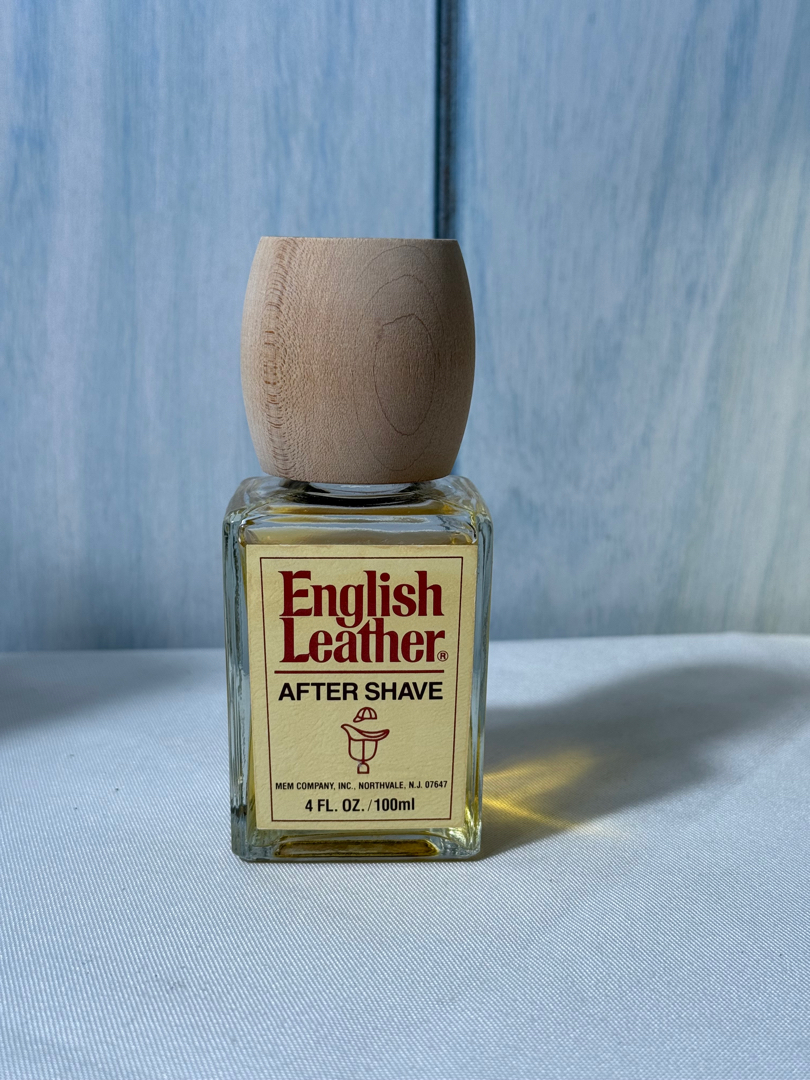 English
Leather®
AFTER SHAVE
MEM COMPANY, INC., NORTHVALE, N.J. 07647
4 FL. OZ. / 100ml